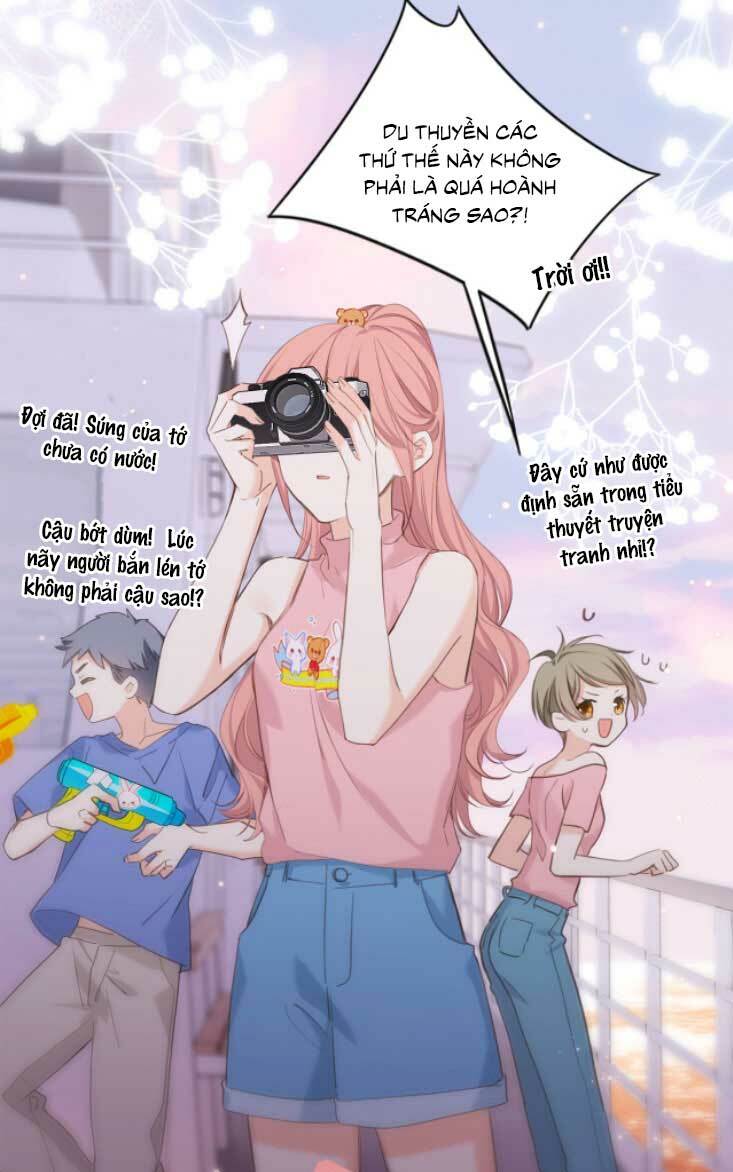 DU THUYỀN CÁC
THỨ THẾ NÀY KHÔNG
PHẢI LÀ QUÁ HOÀNH
TRÁNG SAO?!
Trời ơi!!
Đợi đã! Súng của tớ
chưa có nước!
Đây cứ như được
định sẵn trong tiểu
thuyết truyện
tranh nhỉ!?
Cậu bớt dùm! Lúc
nãy người bắn lén tớ
không phải cậu sao!?